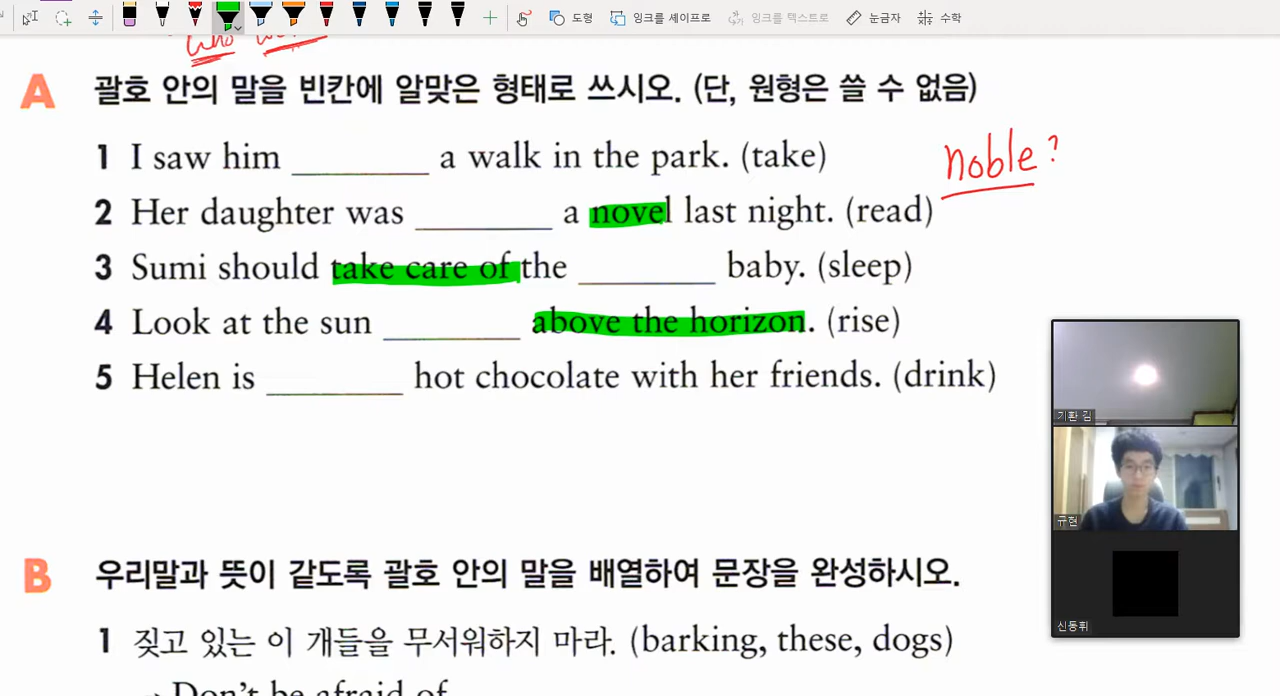 도형 잉크를 셰이프로 잉크를 텍스트로 눈금자 수학
who
A 괄호 안의 말을 빈칸에 알맞은 형태로 쓰시오. (단, 원형은 쓸 수 없음)
1 I saw him ________ a walk in the park. (take)
noble?
2 Her daughter was ________ a novel last night. (read)
3 Sumi should take care of the ________ baby. (sleep)
4 Look at the sun ________ above the horizon. (rise)
5 Helen is ________ hot chocolate with her friends. (drink)
기환 김
규현
신동휘
B 우리말과 뜻이 같도록 괄호 안의 말을 배열하여 문장을 완성하시오.
1 짖고 있는 이 개들을 무서워하지 마라. (barking, these, dogs)
→ Don't be afraid of